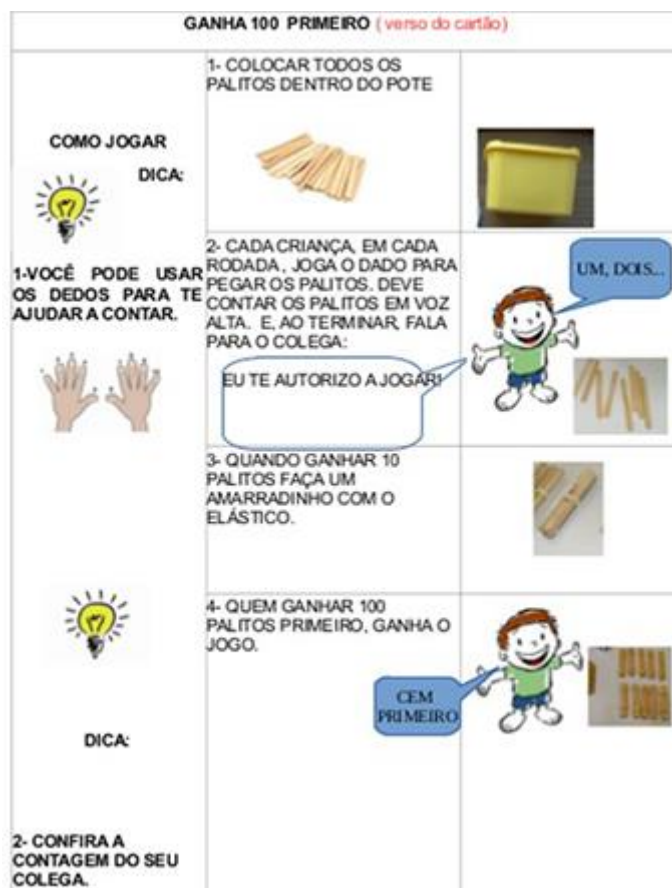 GANHA 100 PRIMEIRO ( verso do cartão)
COMO JOGAR
DICA:
1-VOCÊ PODE USAR
OS DEDOS PARA TE
AJUDAR A CONTAR.
DICA:
2- CONFIRA A
CONTAGEM DO SEU
COLEGA.
1- COLOCAR TODOS OS
PALITOS DENTRO DO POTE
2- CADA CRIANÇA, EM CADA
RODADA, JOGA O DADO PARA
PEGAR OS PALITOS. DEVE
CONTAR OS PALITOS EM VOZ
ALTA. E, AO TERMINAR, FALA
PARA O COLEGA:
EU TE AUTORIZO A JOGAR!
UM, DOIS...
3- QUANDO GANHAR 10
PALITOS FAÇA UM
AMARRADINHO COM O
ELÁSTICO.
4- QUEM GANHAR 100
PALITOS PRIMEIRO, GANHA O
JOGO.
CEM
PRIMEIRO